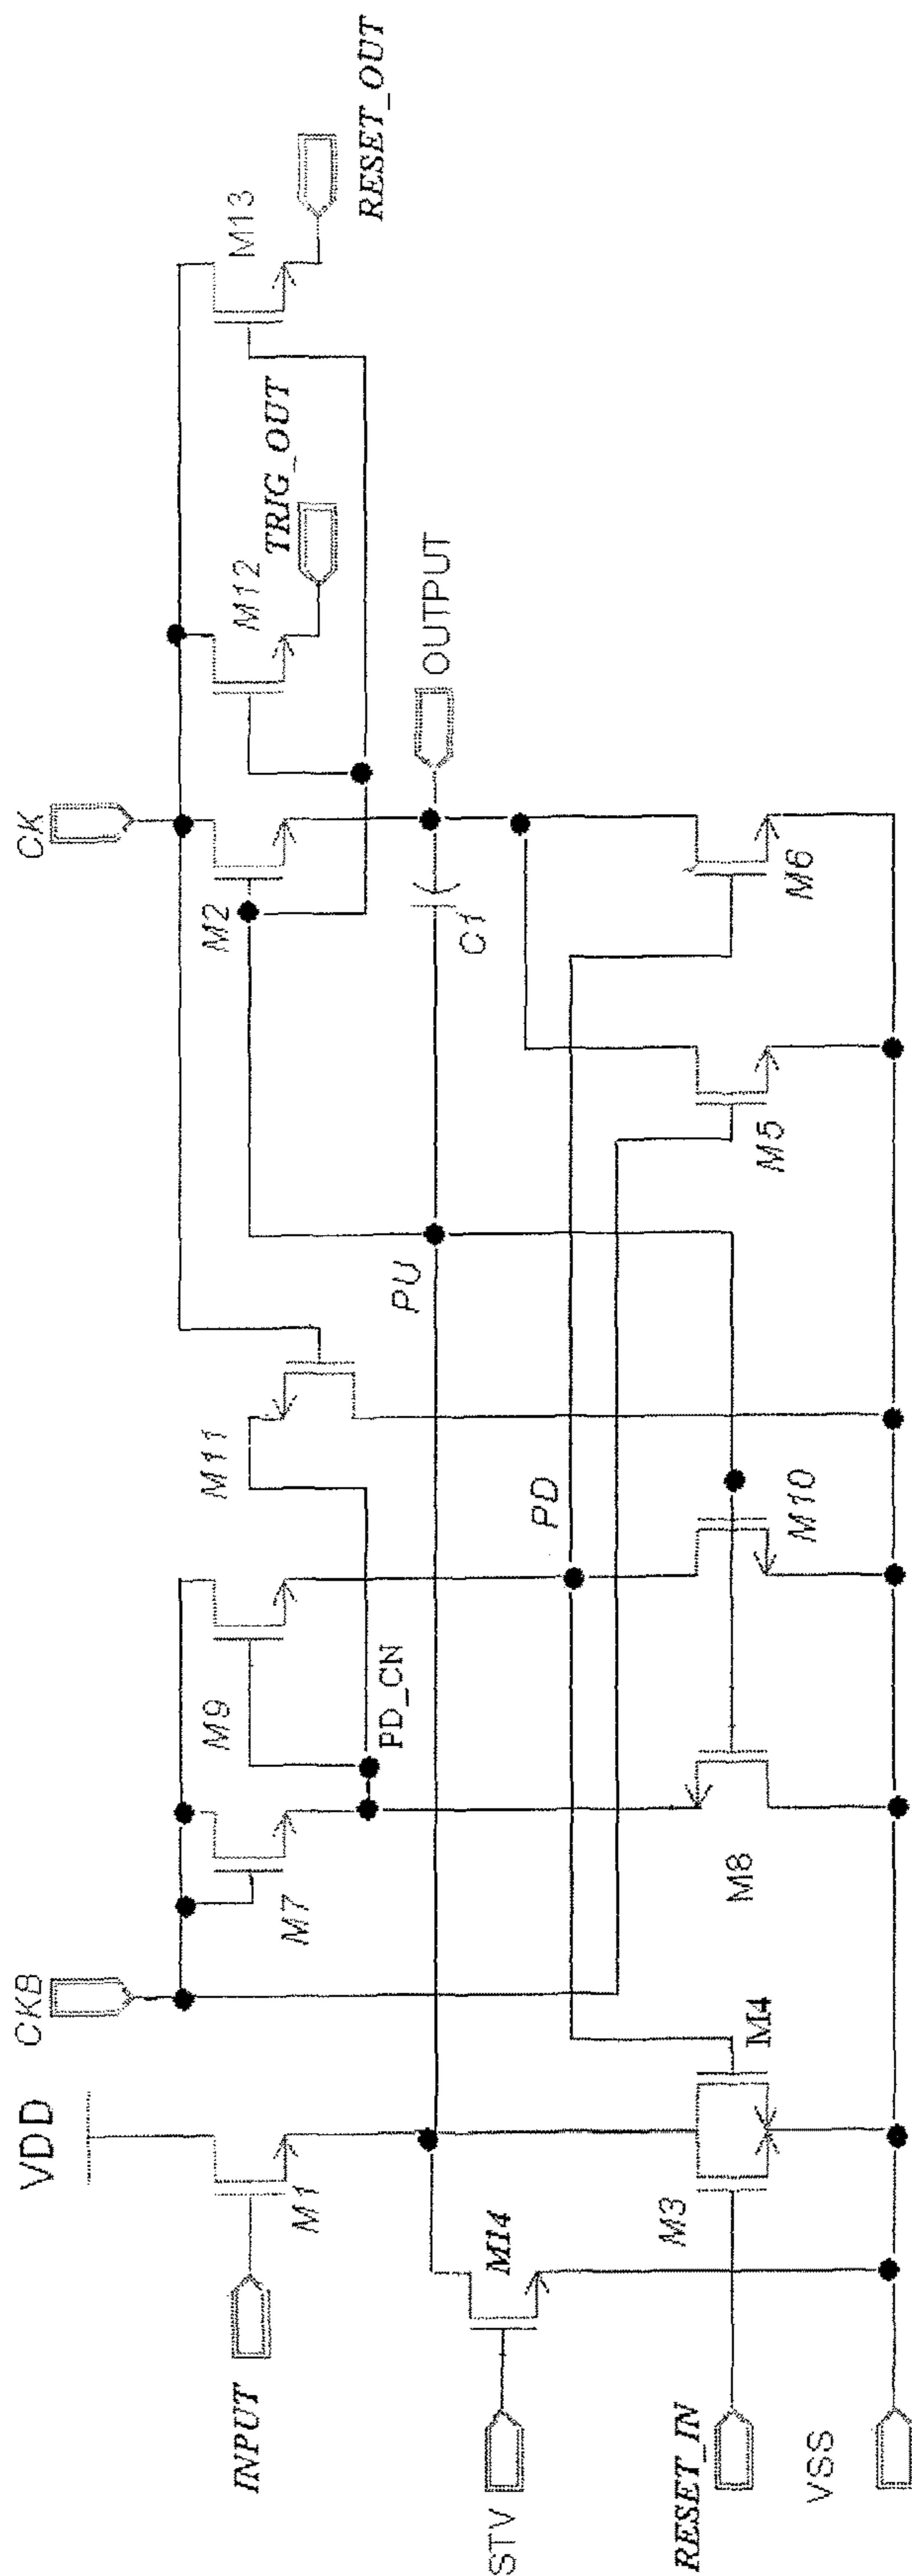 CK
M2
M12
TRIG_OUT
M13
RESET_OUT
VDD
CKB
INPUT
M1
M7
M9
M11
PD_CN
PU
C1
OUTPUT
STV
M14
PD
RESET_IN
M3
M4
M8
M10
M5
M6
VSS